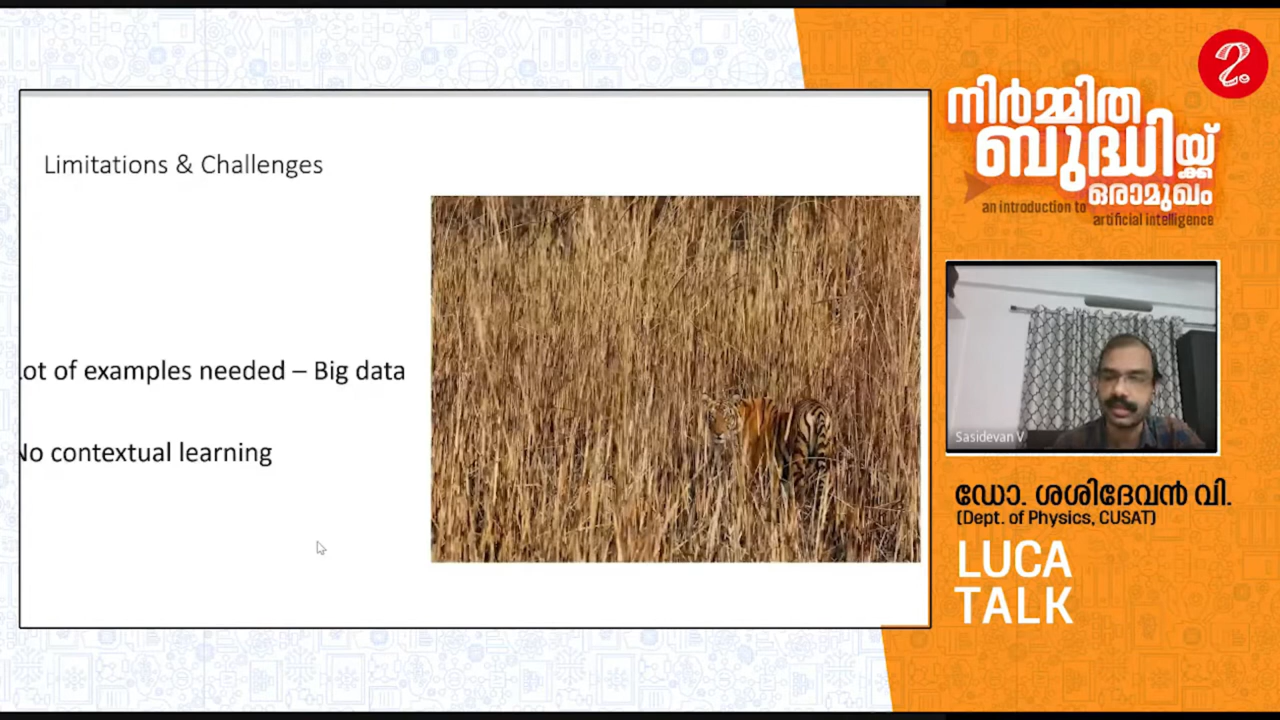 Limitations & Challenges
ot of examples needed – Big data
No contextual learning
നിർമ്മിത
ബുദ്ധിയ്ക്ക്
ഒരാമുഖം
an introduction to
artificial intelligence
Sasidevan V
ഡോ. ശശിദേവൻ വി.
(Dept. of Physics, CUSAT)
LUCA
TALK